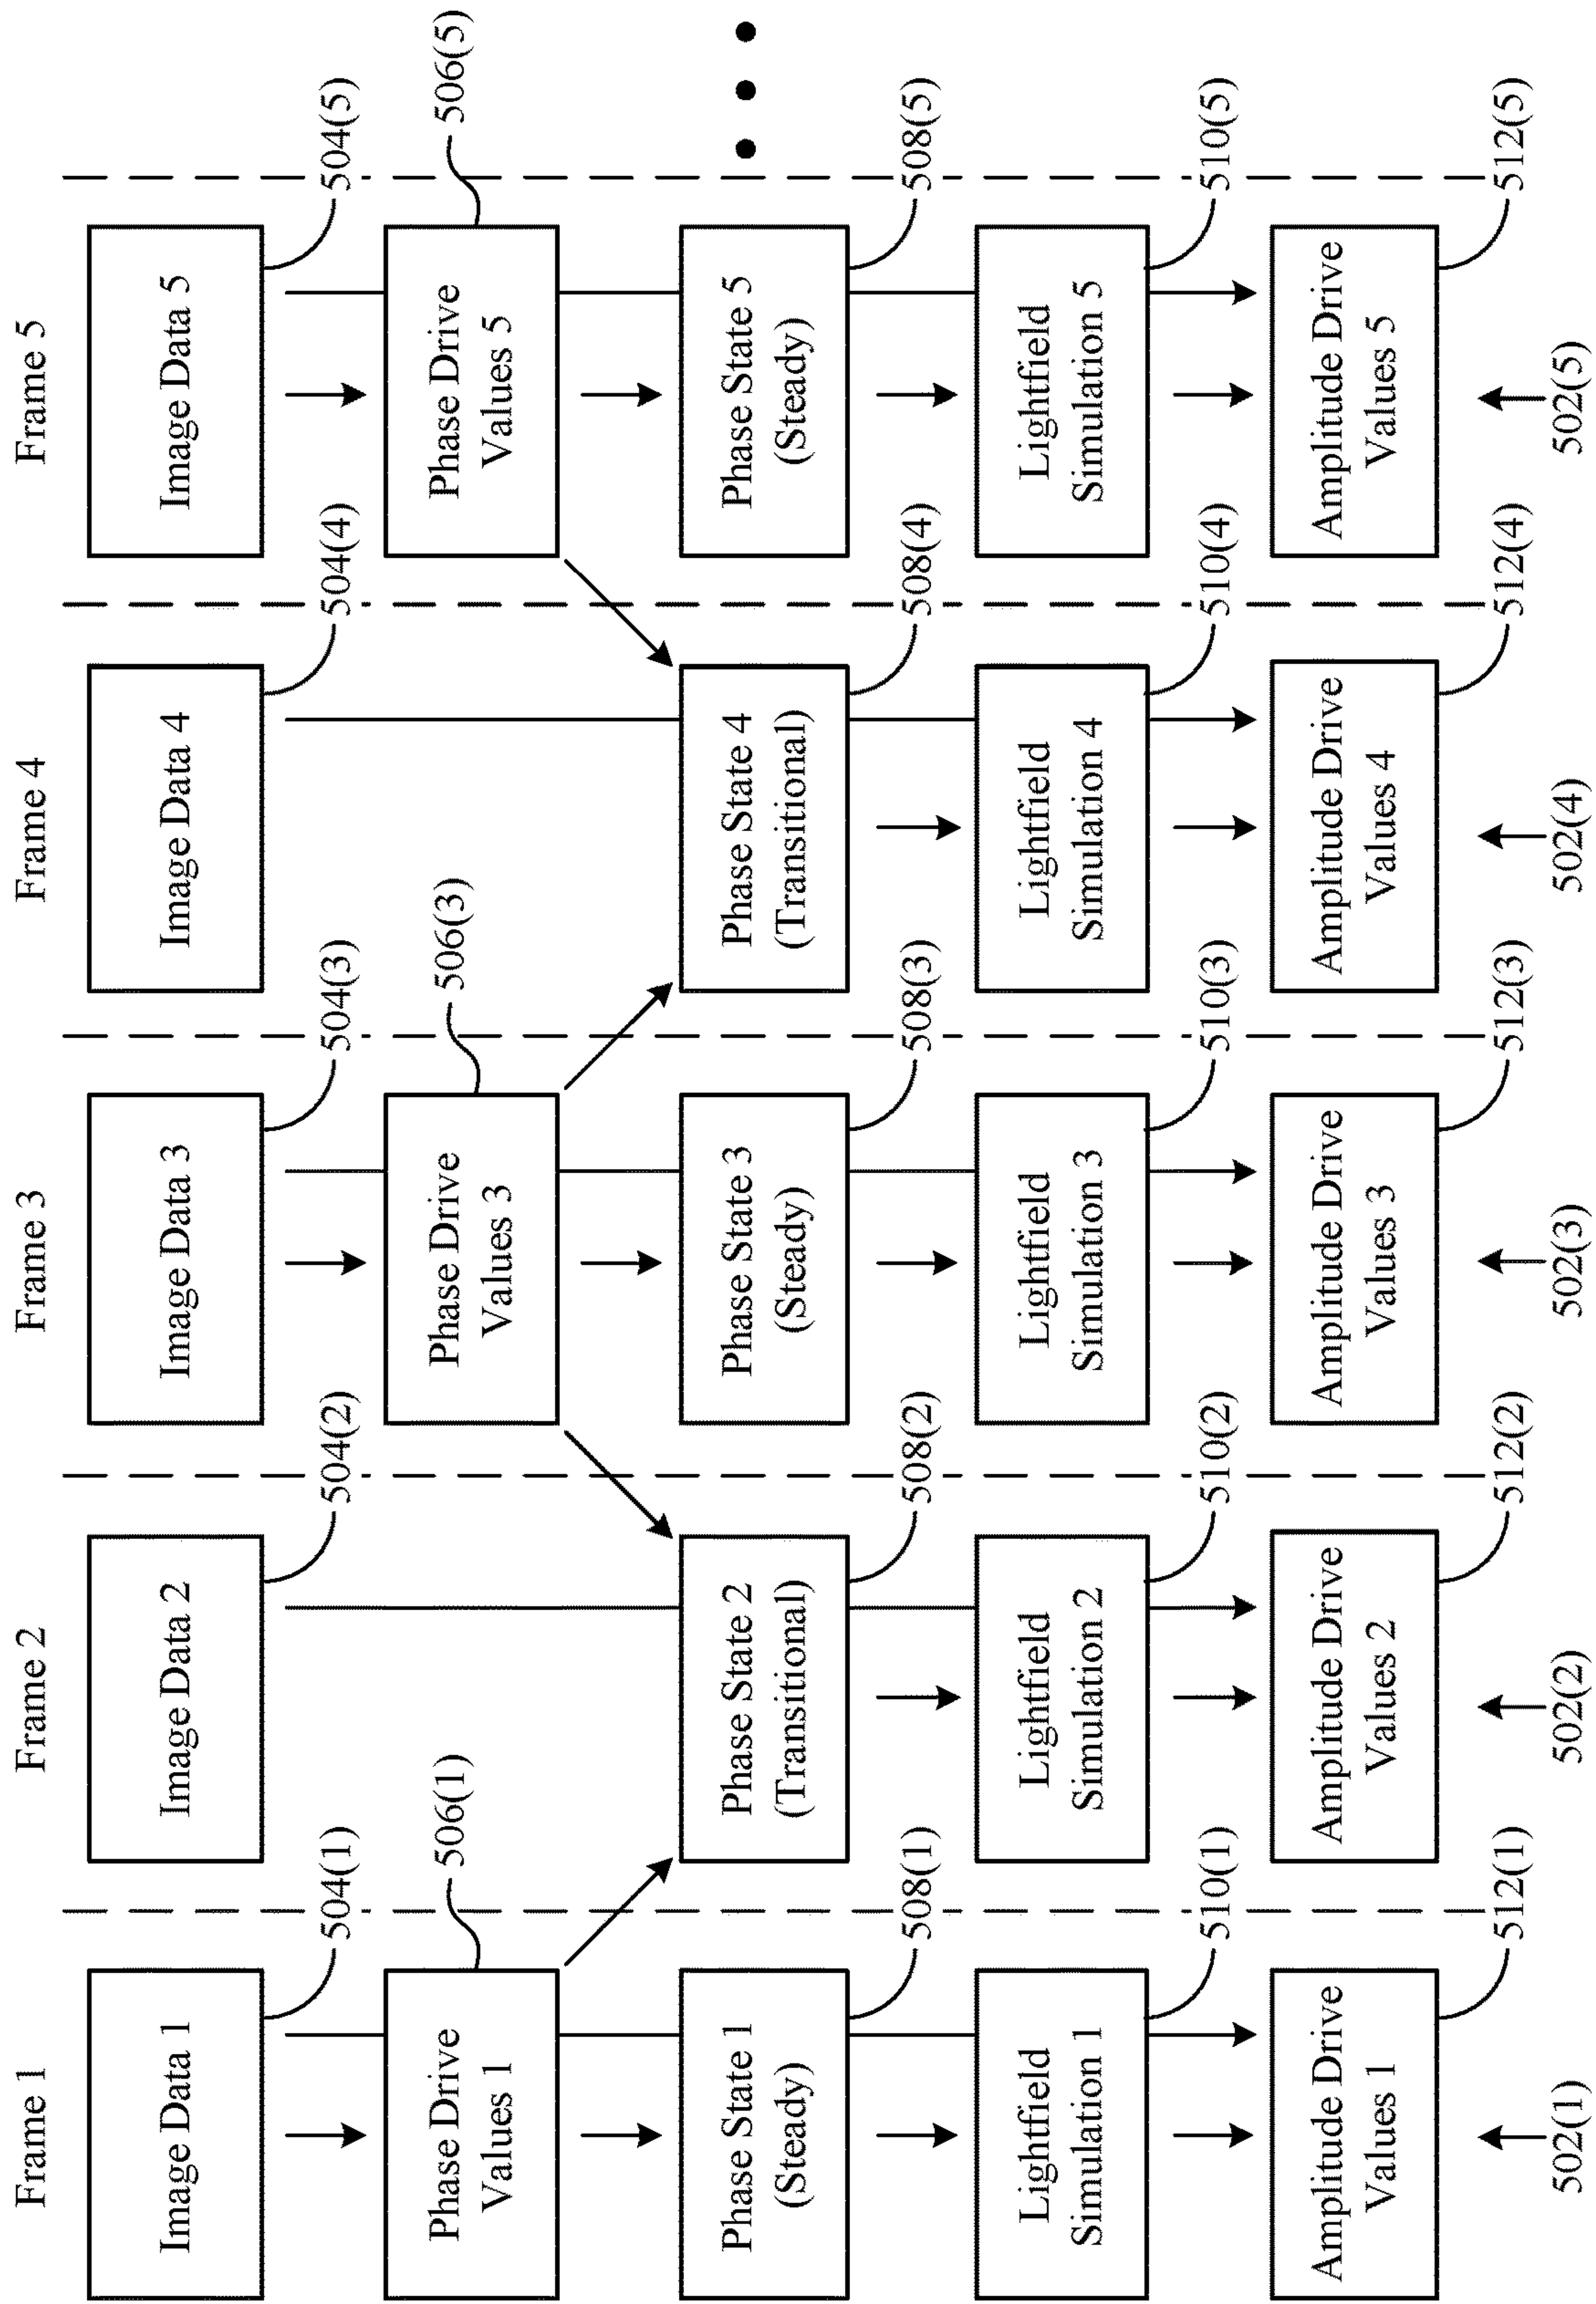 Frame 1
Frame 2
Frame 3
Frame 4
Frame 5
Image Data 1
Image Data 2
Image Data 3
Image Data 4
Image Data 5
504(1)
504(2)
504(3)
504(4)
504(5)
Phase Drive
Values 1
Phase Drive
Values 3
Phase Drive
Values 5
506(1)
506(3)
506(5)
Phase State 1
(Steady)
Phase State 2
(Transitional)
Phase State 3
(Steady)
Phase State 4
(Transitional)
Phase State 5
(Steady)
508(1)
508(2)
508(3)
508(4)
508(5)
Lightfield
Simulation 1
Lightfield
Simulation 2
Lightfield
Simulation 3
Lightfield
Simulation 4
Lightfield
Simulation 5
510(1)
510(2)
510(3)
510(4)
510(5)
Amplitude Drive
Values 1
Amplitude Drive
Values 2
Amplitude Drive
Values 3
Amplitude Drive
Values 4
Amplitude Drive
Values 5
512(1)
512(2)
512(3)
512(4)
512(5)
502(1)
502(2)
502(3)
502(4)
502(5)